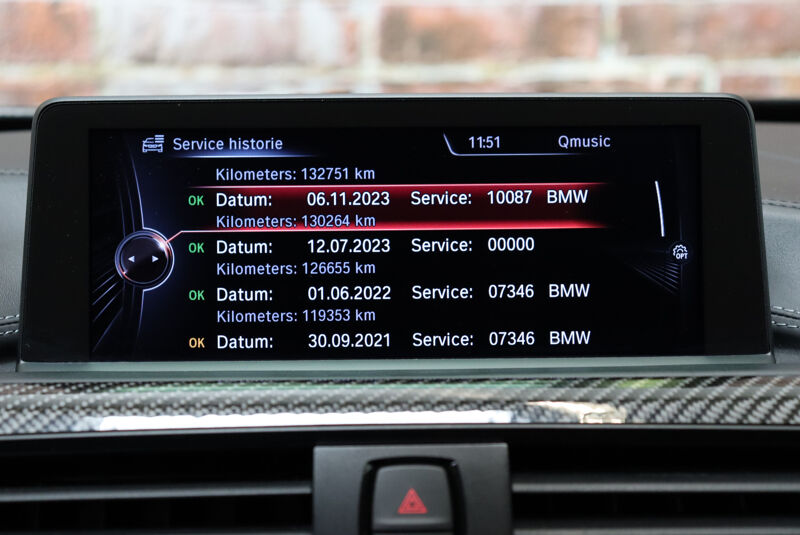 Service historie 11:51 Qmusic
Kilometers: 132751 km
OK Datum: 06.11.2023 Service: 10087 BMW
Kilometers: 130264 km
OK Datum: 12.07.2023 Service: 00000
Kilometers: 126655 km
OPT
OK Datum: 01.06.2022 Service: 07346 BMW
Kilometers: 119353 km
OK Datum: 30.09.2021 Service: 07346 BMW